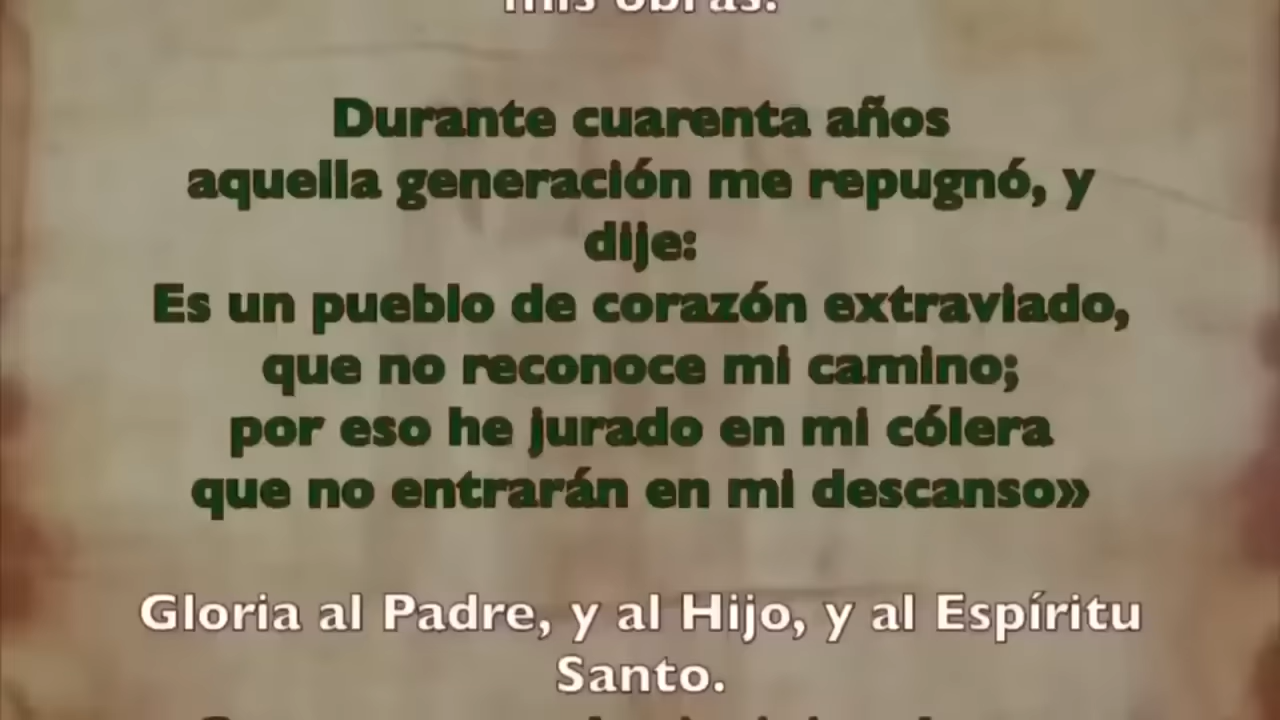 mis obras.
Durante cuarenta años
aquella generación me repugnó, y
dije:
Es un pueblo de corazón extraviado,
que no reconoce mi camino;
por eso he jurado en mi cólera
que no entrarán en mi descanso»
Gloria al Padre, y al Hijo, y al Espíritu
Santo.